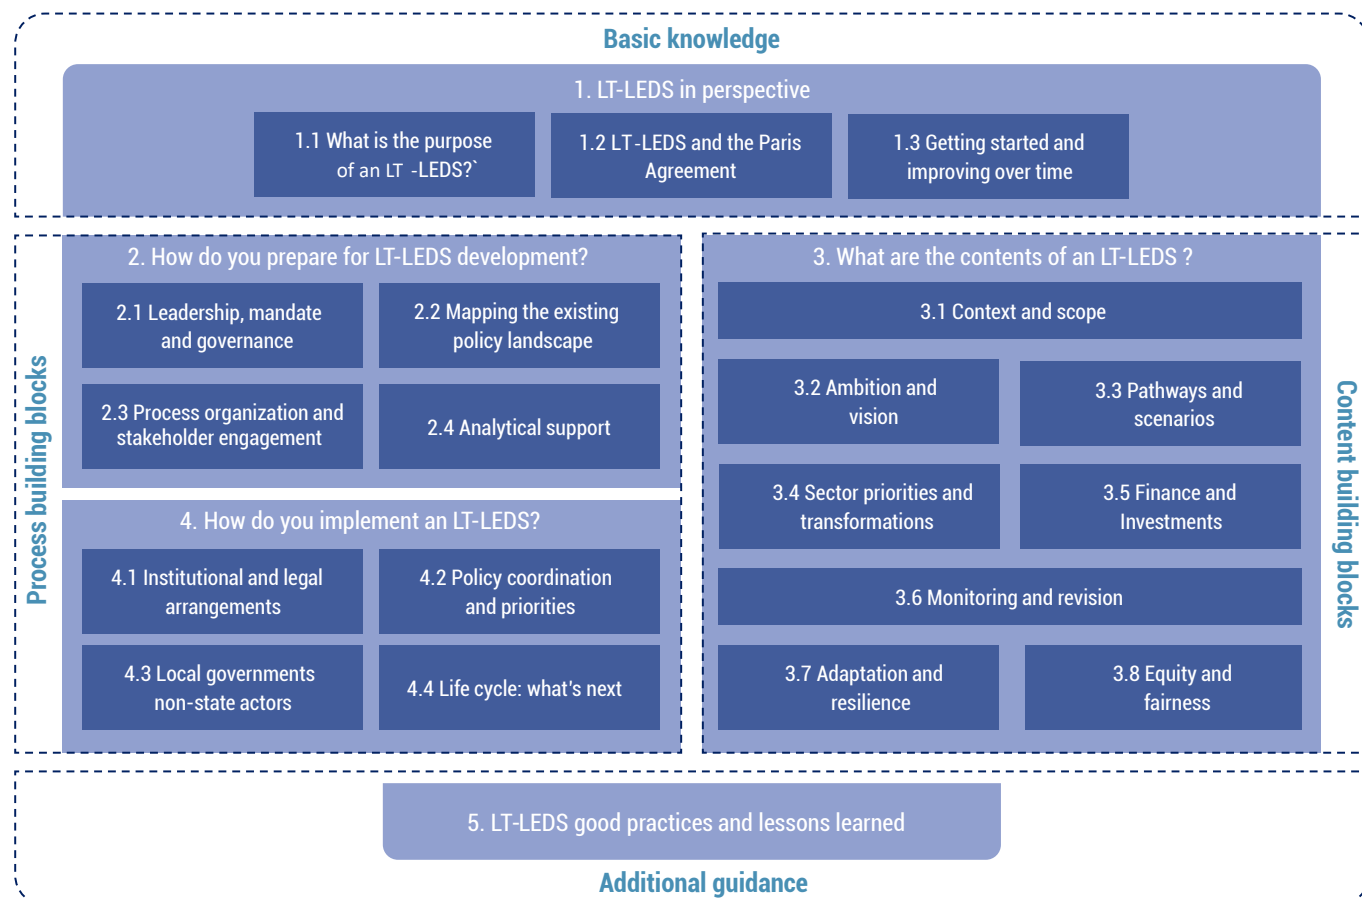 Basic knowledge
1. LT-LEDS in perspective
1.1 What is the purpose
of an LT -LEDS?`
1.2 LT-LEDS and the Paris
Agreement
1.3 Getting started and
improving over time
Process building blocks
2. How do you prepare for LT-LEDS development?
2.1 Leadership, mandate
and governance
2.2 Mapping the existing
policy landscape
2.3 Process organization and
stakeholder engagement
2.4 Analytical support
4. How do you implement an LT-LEDS?
4.1 Institutional and legal
arrangements
4.2 Policy coordination
and priorities
4.3 Local governments
non-state actors
4.4 Life cycle: what's next
3. What are the contents of an LT-LEDS ?
3.1 Context and scope
3.2 Ambition and
vision
3.3 Pathways and
scenarios
3.4 Sector priorities and
transformations
3.5 Finance and
Investments
3.6 Monitoring and revision
3.7 Adaptation and
resilience
3.8 Equity and
fairness
Content building blocks
5. LT-LEDS good practices and lessons learned
Additional guidance